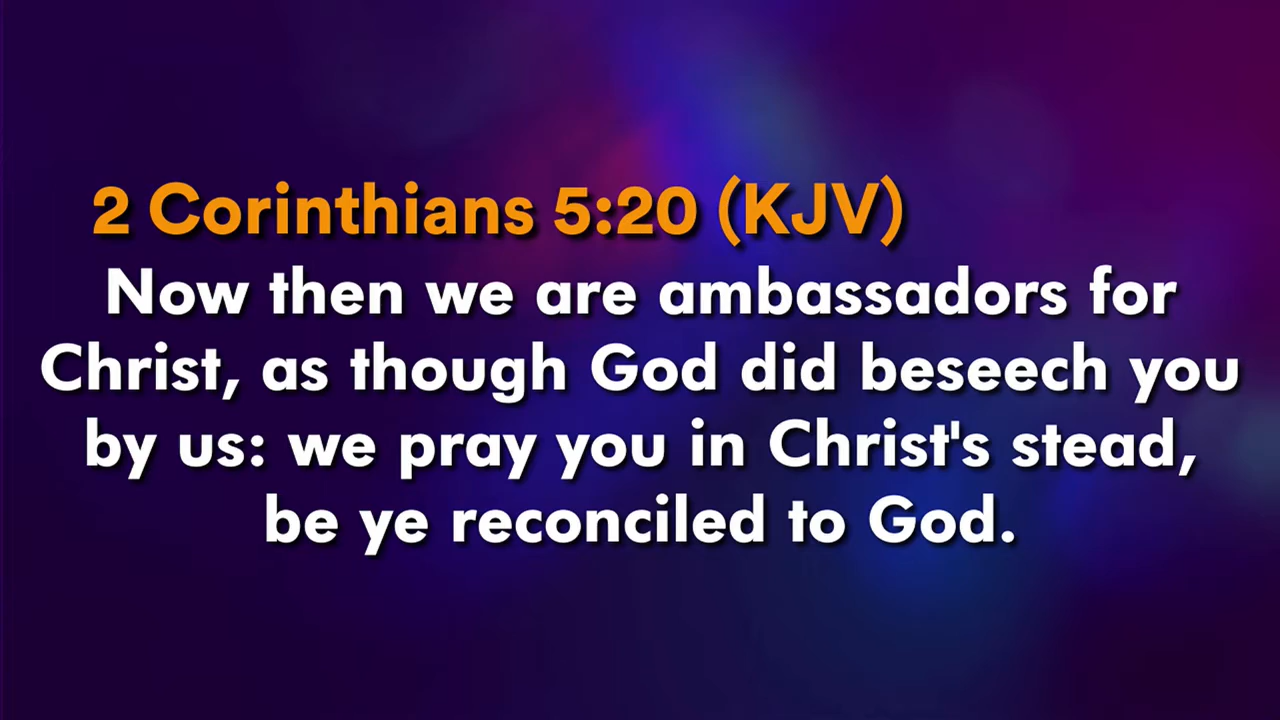 2 Corinthians 5:20 (KJV)
Now then we are ambassadors for
Christ, as though God did beseech you
by us: we pray you in Christ's stead,
be ye reconciled to God.